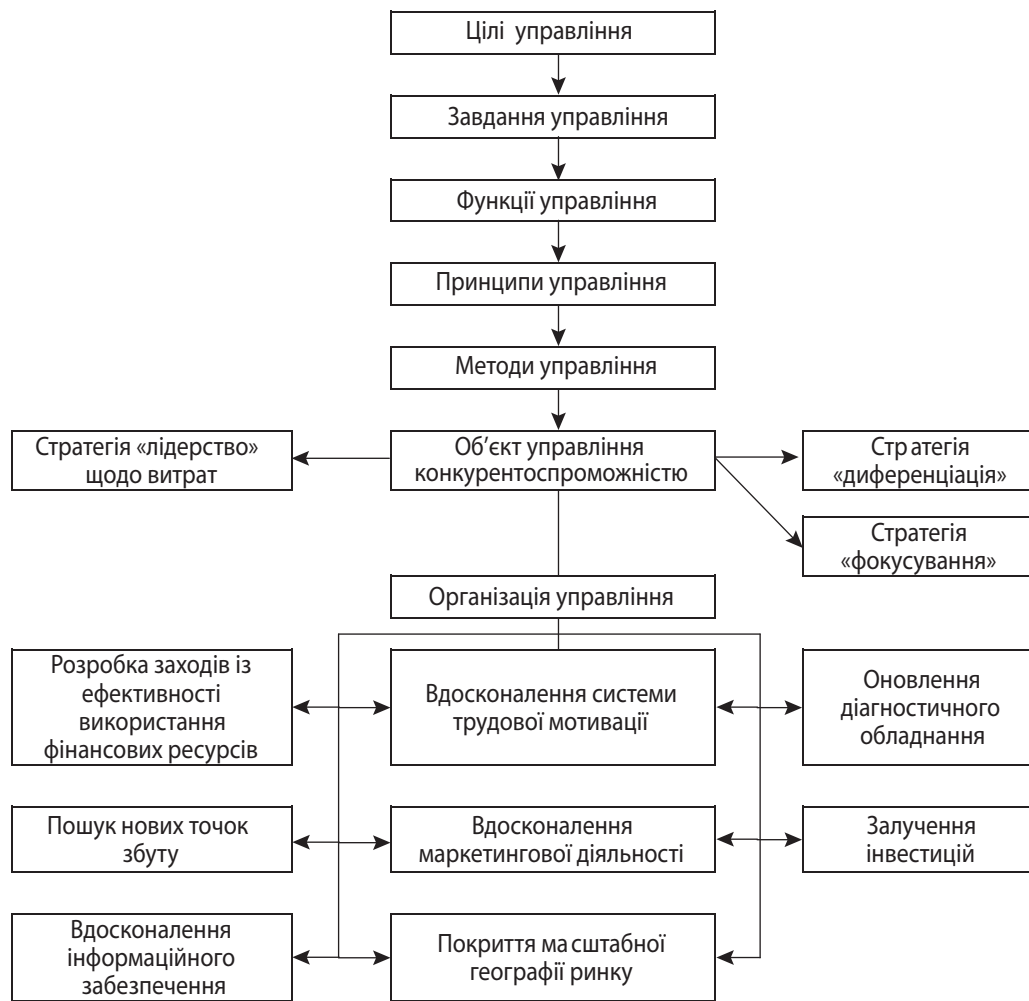 Цілі управління
Завдання управління
Функції управління
Принципи управління
Методи управління
Стратегія «лідерство»
щодо витрат
Об’єкт управління
конкурентоспроможністю
Стр атегія
«диференціація»
Стратегія
«фокусування»
Організація управління
Розробка заходів із
ефективності
використання
фінансових ресурсів
Вдосконалення системи
трудової мотивації
Оновлення
діагностичного
обладнання
Пошук нових точок
збуту
Вдосконалення
маркетингової діяльності
Залучення
інвестицій
Вдосконалення
інформаційного
забезпечення
Покриття ма сштабної
географії ринку